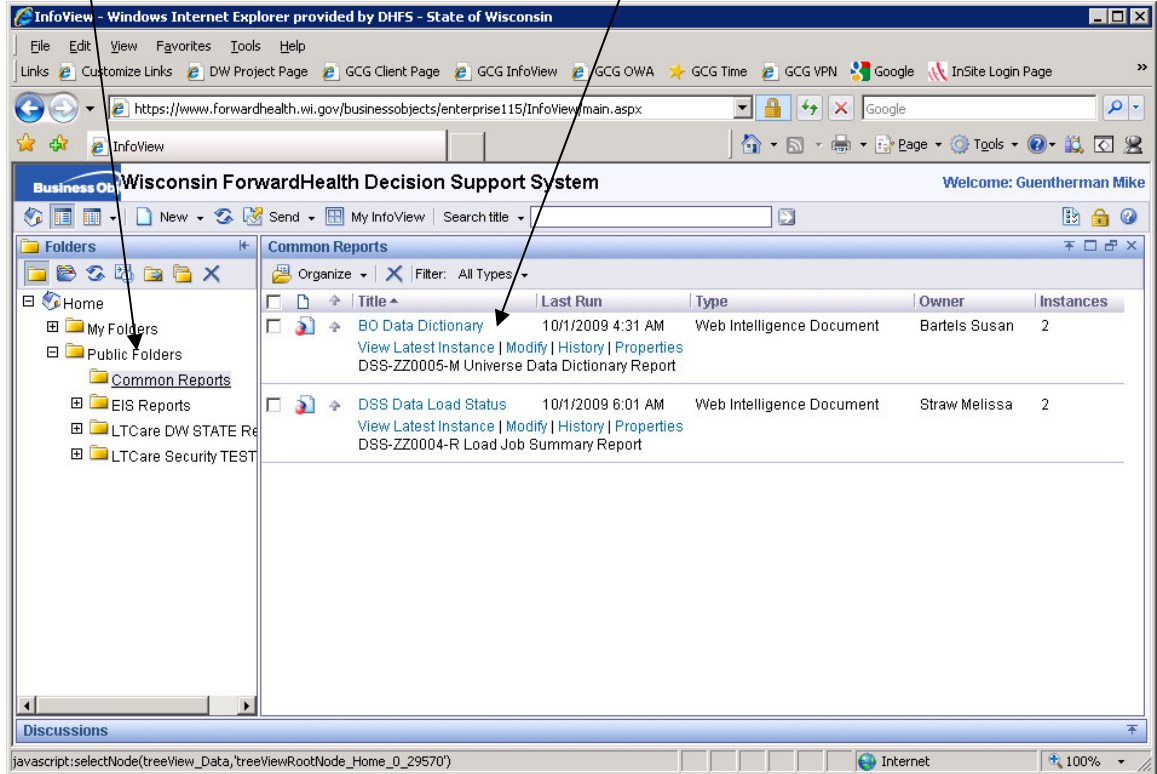 InfoView - Windows Internet Explorer provided by DHFS - State of Wisconsin
File Edit View Favorites Tools Help
Links Customize Links DW Project Page GCG Client Page GCG InfoView GCG OWA GCG Time GCG VPN Google InSite Login Page »
https://www.forwardhealth.wi.gov/businessobjects/enterprise115/InfoView/main.aspx Google
InfoView Page Tools
Business Ob Wisconsin ForwardHealth Decision Support System Welcome: Guentherman Mike
New Send My InfoView Search title
Folders Common Reports
Organize Filter: All Types
Home Title Last Run Type Owner Instances
My Folders BO Data Dictionary 10/1/2009 4:31 AM Web Intelligence Document Bartels Susan 2
Public Folders View Latest Instance | Modify | History | Properties
DSS-ZZ0005-M Universe Data Dictionary Report
Common Reports
EIS Reports DSS Data Load Status 10/1/2009 6:01 AM Web Intelligence Document Straw Melissa 2
LTCare DW STATE Re View Latest Instance | Modify | History | Properties
DSS-ZZ0004-R Load Job Summary Report
LTCare Security TEST
Discussions
javascript:selectNode(treeView_Data,'treeViewRootNode_Home_0_29570') Internet 100%